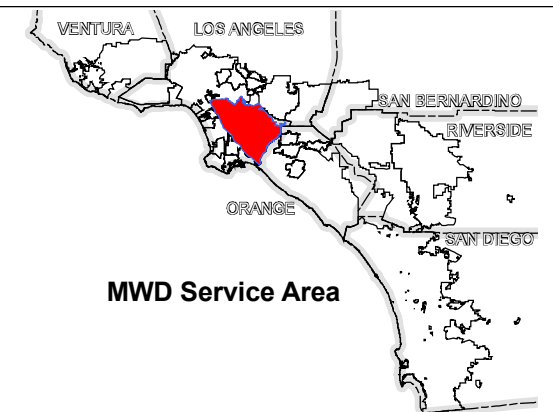 VENTURA
LOS ANGELES
SAN BERNARDINO
RIVERSIDE
ORANGE
SAN DIEGO
MWD Service Area